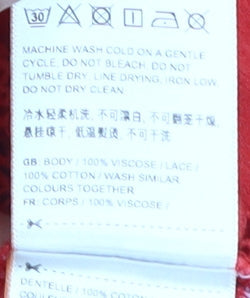 30
MACHINE WASH COLD ON A GENTLE
CYCLE, DO NOT BLEACH, DO NOT
TUMBLE DRY, LINE DRYING, IRON LOW,
DO NOT DRY CLEAN
冷水轻柔机洗，不可漂白，不可翻笼干燥，
悬挂晾干，低温熨烫，不可干洗
GB: BODY / 100% VISCOSE / LACE /
100% COTTON / WASH SIMILAR
COLOURS TOGETHER
FR: CORPS / 100% VISCOSE /
DENTELLE / 100% COTON